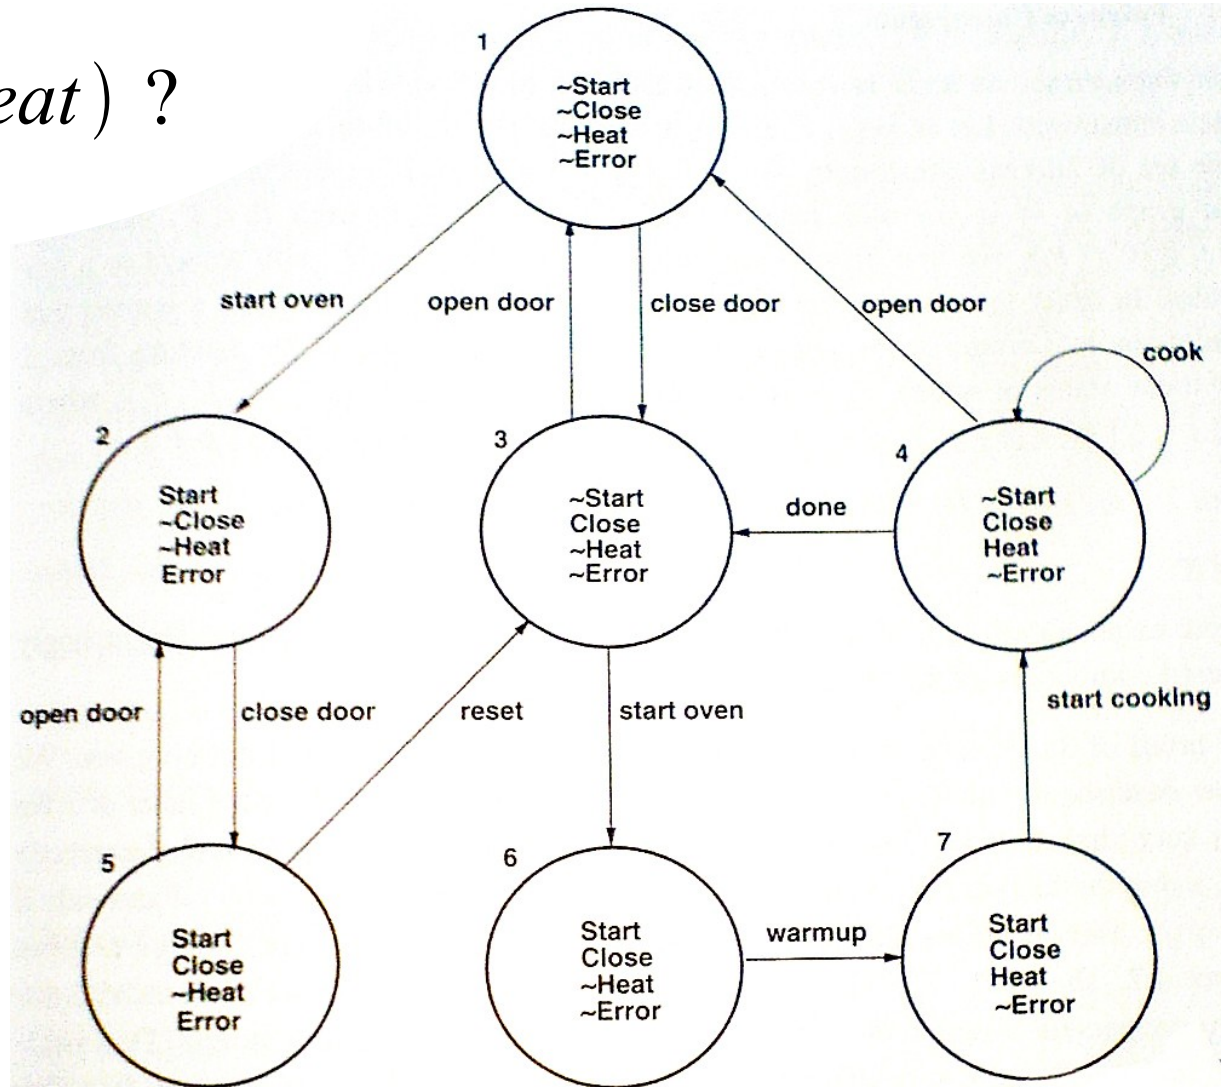 eat) ?
1
~Start
~Close
~Heat
~Error
start oven
open door
close door
open door
cook
2
Start
~Close
~Heat
Error
3
~Start
Close
~Heat
~Error
done
4
~Start
Close
Heat
~Error
open door
close door
reset
start oven
start cooking
5
Start
Close
~Heat
Error
6
Start
Close
~Heat
~Error
warmup
7
Start
Close
Heat
~Error